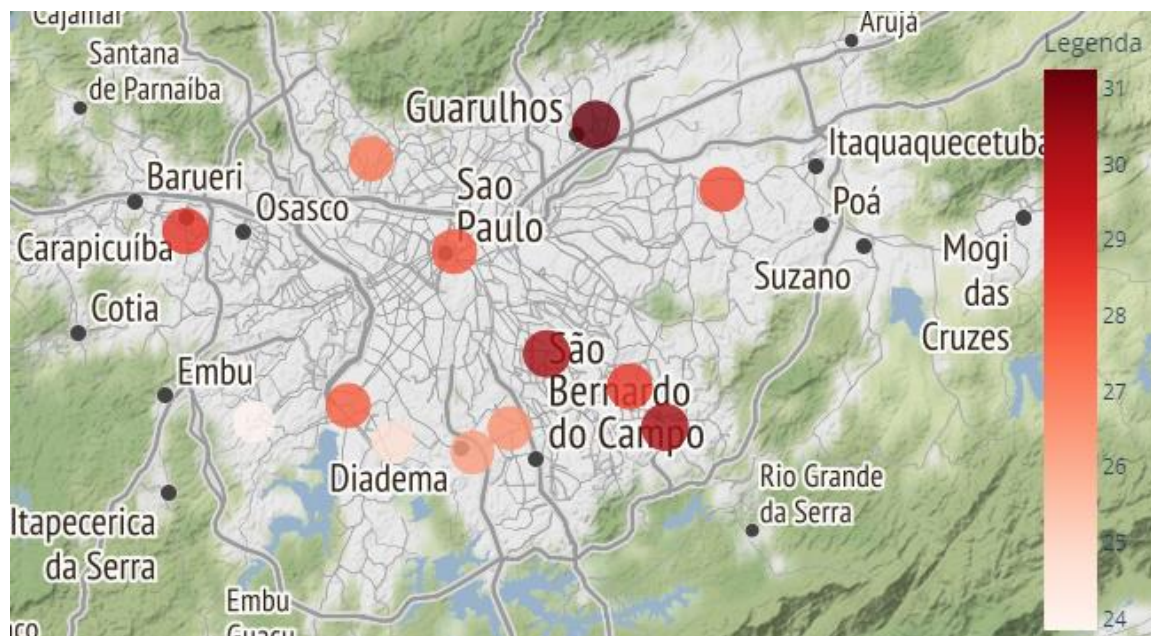 Cajamar
Arujá
Legenda
Santana
de Parnaíba
31
Guarulhos
Itaquaquecetuba
30
Barueri
Sao
Paulo
Osasco
Poá
29
Carapicuíba
Mogi
das
Cruzes
Suzano
Cotia
28
São
Bernardo
do Campo
Embu
27
Diadema
26
Rio Grande
da Serra
Itapecerica
da Serra
25
Embu
Guaçu
24